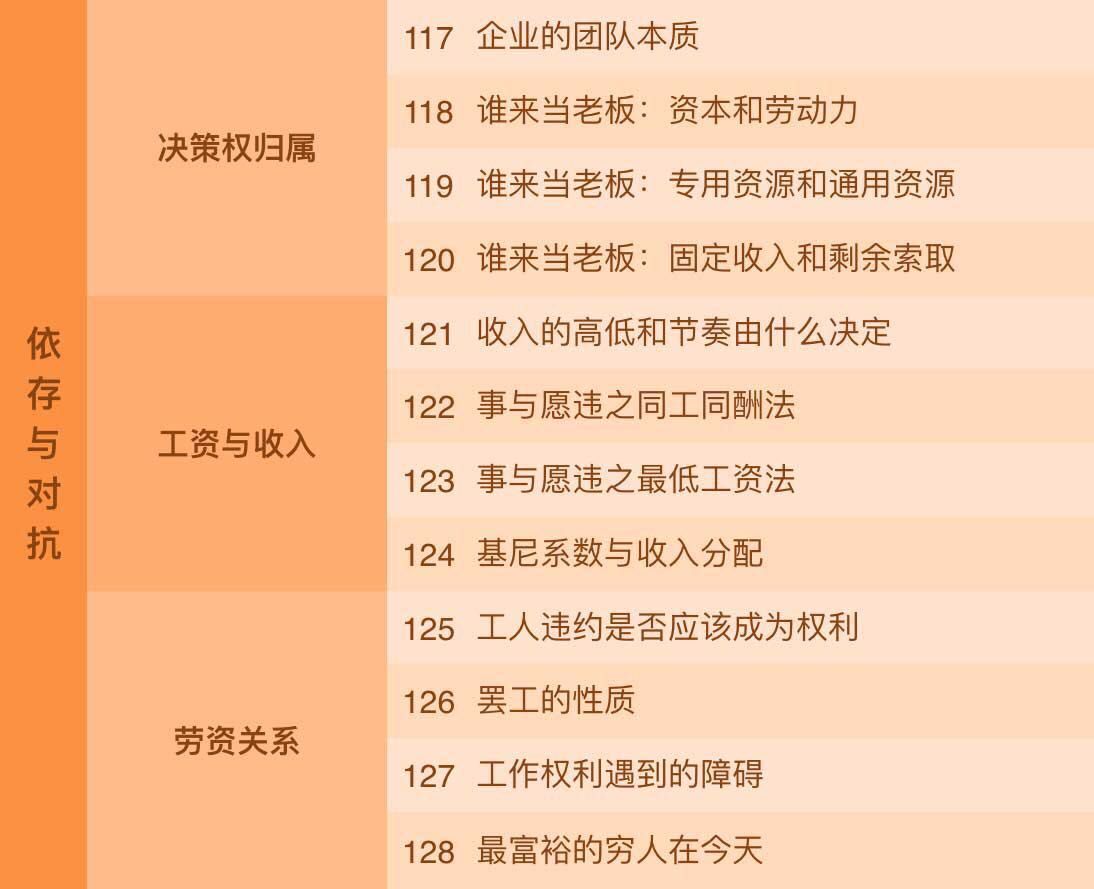 依存与对抗
决策权归属
117 企业的团队本质
118 谁来当老板：资本和劳动力
119 谁来当老板：专用资源和通用资源
120 谁来当老板：固定收入和剩余索取
工资与收入
121 收入的高低和节奏由什么决定
122 事与愿违之同工同酬法
123 事与愿违之最低工资法
124 基尼系数与收入分配
劳资关系
125 工人违约是否应该成为权利
126 罢工的性质
127 工作权利遇到的障碍
128 最富裕的穷人在今天